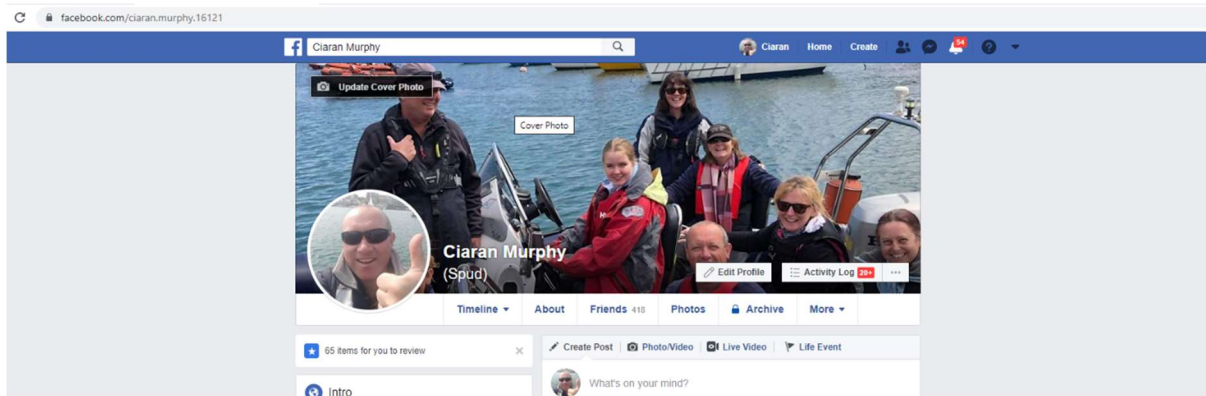 facebook.com/ciaran.murphy.16121
f Ciaran Murphy Ciaran Home Create 54
Update Cover Photo
Cover Photo
Ciaran Murphy
(Spud)
Edit Profile Activity Log 20+ ...
Timeline About Friends 418 Photos Archive More
65 items for you to review ×
Create Post Photo/Video Live Video Life Event
What's on your mind?
Intro